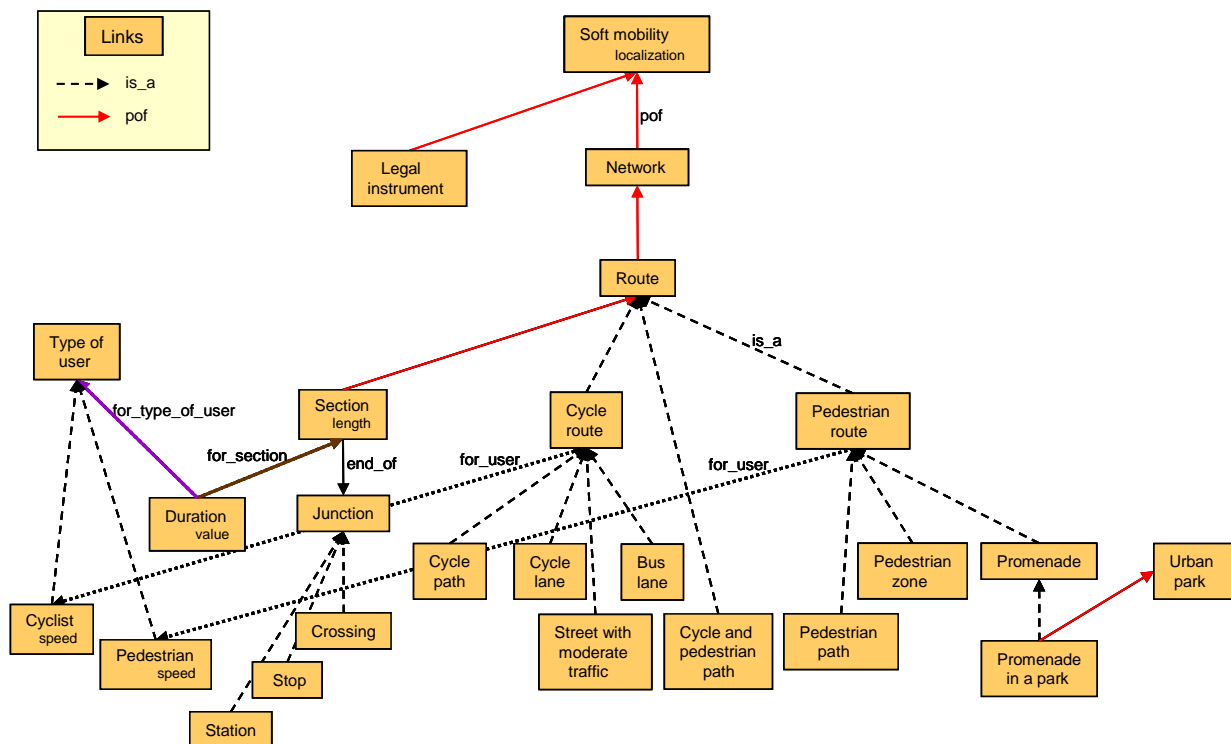 Links
is_a
pof
Soft mobility
localization
pof
Legal
instrument
Network
Route
is_a
Type of
user
for_type_of_user
Section
length
Cycle
route
Pedestrian
route
for_section
end_of
for_user
for_user
Duration
value
Junction
Cycle
path
Cycle
lane
Bus
lane
Pedestrian
zone
Promenade
Urban
park
Cyclist
speed
Pedestrian
speed
Crossing
Street with
moderate
traffic
Cycle and
pedestrian
path
Pedestrian
path
Promenade
in a park
Stop
Station